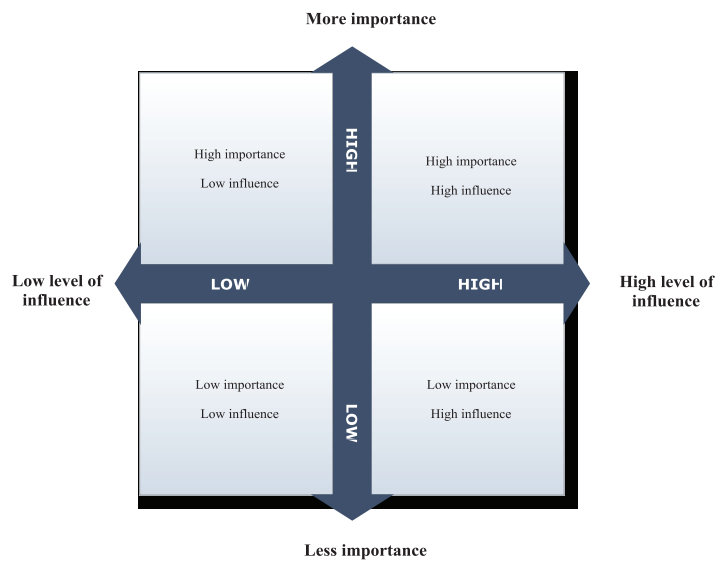 More importance
HIGH
High importance
Low influence
High importance
High influence
Low level of
influence
LOW
HIGH
High level of
influence
Low importance
Low influence
LOW
Low importance
High influence
Less importance